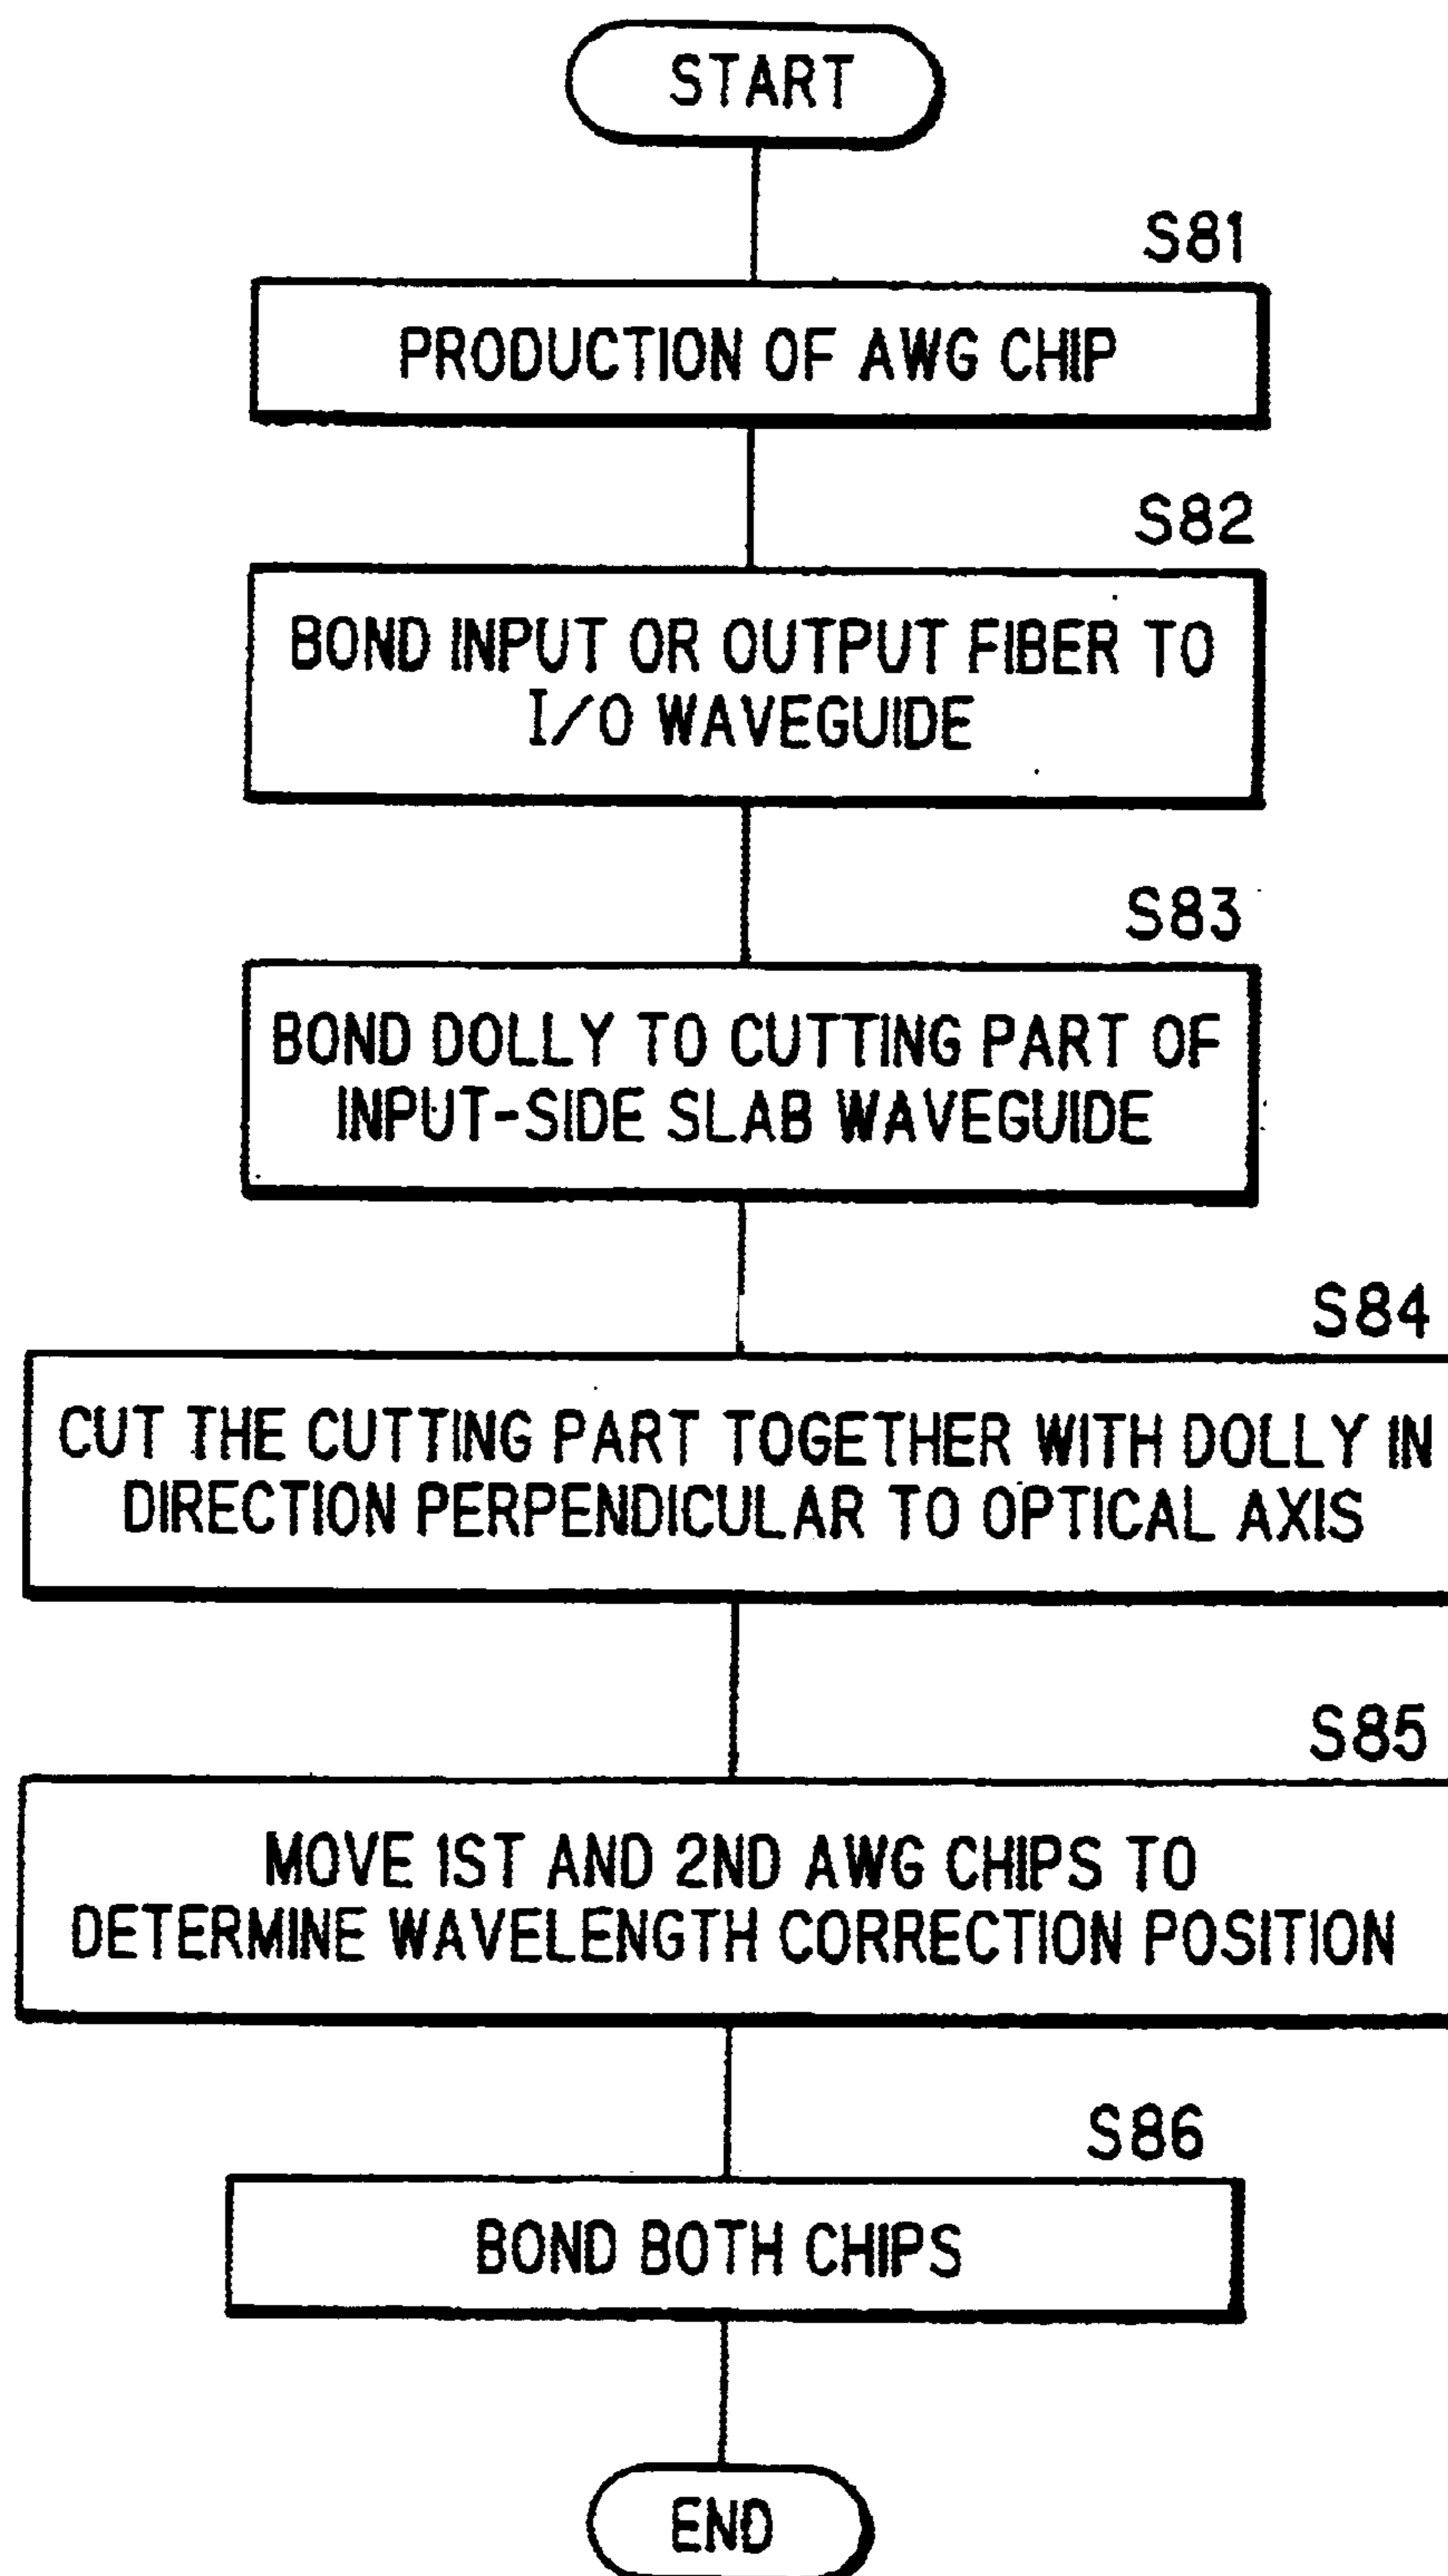 START
S81
PRODUCTION OF AWG CHIP
S82
BOND INPUT OR OUTPUT FIBER TO
I/O WAVEGUIDE
S83
BOND DOLLY TO CUTTING PART OF
INPUT-SIDE SLAB WAVEGUIDE
S84
CUT THE CUTTING PART TOGETHER WITH DOLLY IN
DIRECTION PERPENDICULAR TO OPTICAL AXIS
S85
MOVE 1ST AND 2ND AWG CHIPS TO
DETERMINE WAVELENGTH CORRECTION POSITION
S86
BOND BOTH CHIPS
END